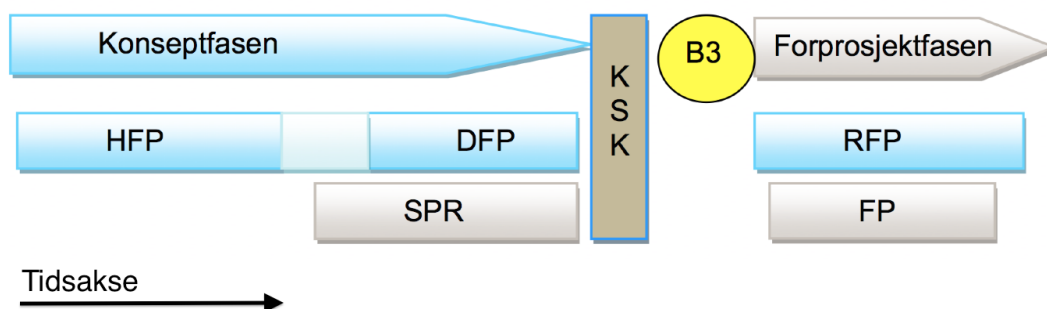 Konseptfasen
K
S
K
B3
Forprosjektfasen
HFP
DFP
RFP
SPR
FP
Tidsakse